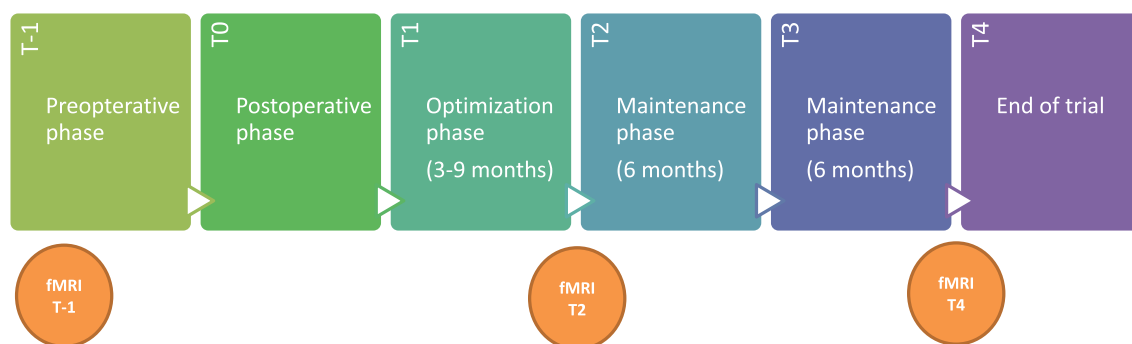 T-1
Preopterative
phase
T0
Postoperative
phase
T1
Optimization
phase
(3-9 months)
T2
Maintenance
phase
(6 months)
T3
Maintenance
phase
(6 months)
T4
End of trial
fMRI
T-1
fMRI
T2
fMRI
T4